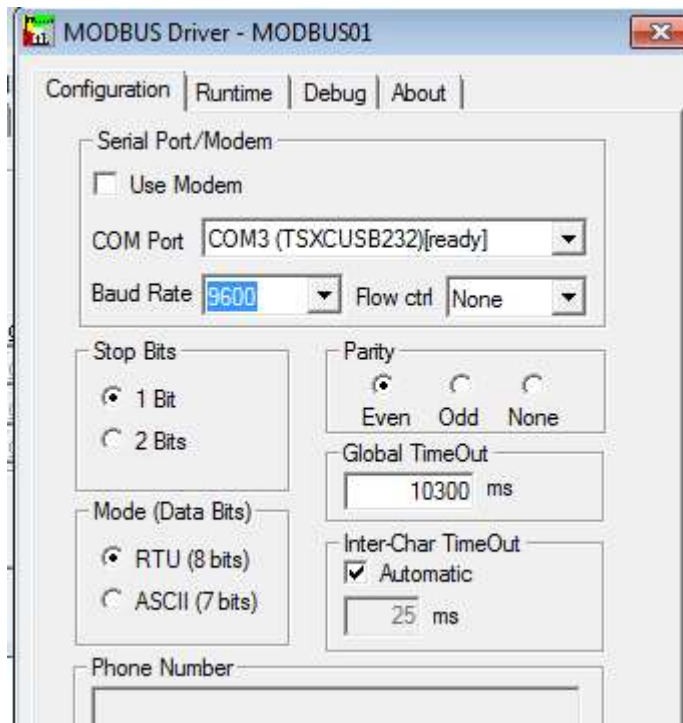 MODBUS Driver - MODBUS01
Configuration Runtime Debug About
Serial Port/Modem
Use Modem
COM Port COM3 (TSXCUSB232)[ready]
Baud Rate 9600 Flow ctrl None
Stop Bits
1 Bit
2 Bits
Parity
Even Odd None
Global TimeOut
10300 ms
Mode (Data Bits)
RTU (8 bits)
ASCII (7 bits)
Inter-Char TimeOut
Automatic
25 ms
Phone Number